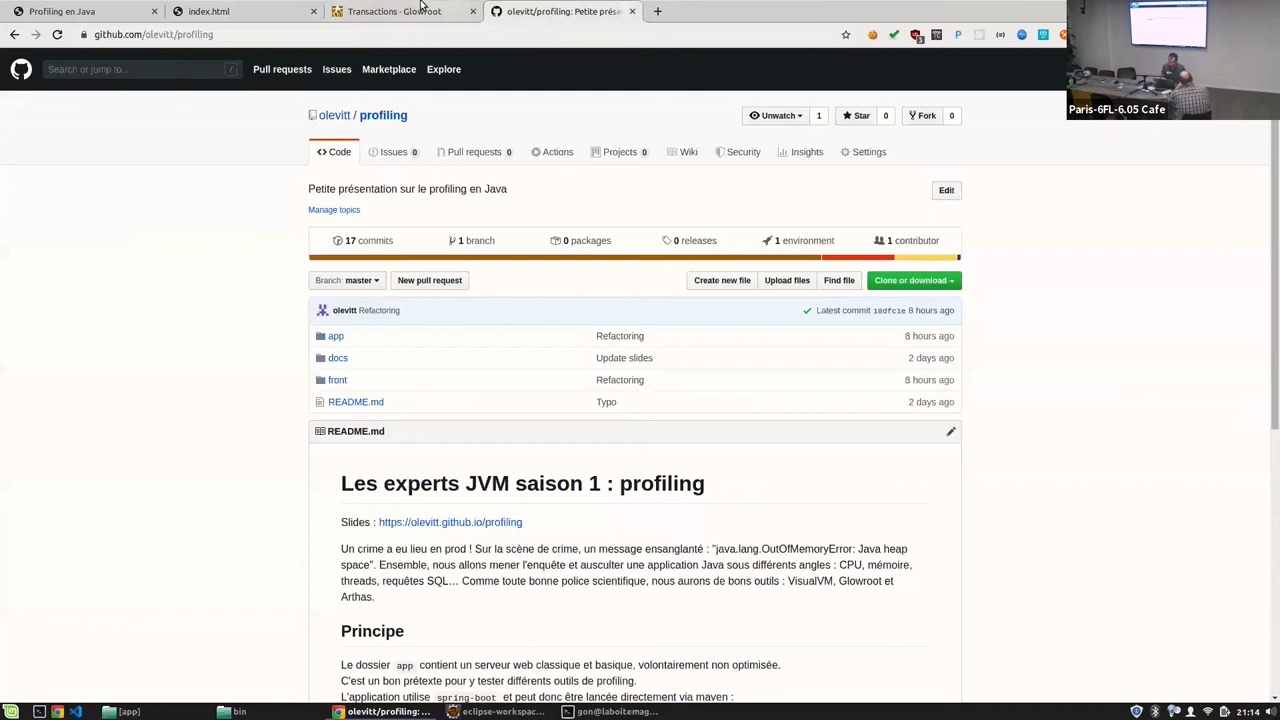 Profiling en Java
index.html
Transactions · Glowroot
olevitt/profiling: Petite prése
github.com/olevitt/profiling
Search or jump to...
/
Pull requests
Issues
Marketplace
Explore
Paris-6FL-6.05 Cafe
olevitt / profiling
Unwatch 1
Star 0
Fork 0
Code
Issues 0
Pull requests 0
Actions
Projects 0
Wiki
Security
Insights
Settings
Petite présentation sur le profiling en Java
Edit
Manage topics
17 commits
1 branch
0 packages
0 releases
1 environment
1 contributor
Branch: master
New pull request
Create new file
Upload files
Find file
Clone or download
olevitt Refactoring
Latest commit 18dfc1e 8 hours ago
app Refactoring 8 hours ago
docs Update slides 2 days ago
front Refactoring 8 hours ago
README.md Typo 2 days ago
README.md
Les experts JVM saison 1 : profiling
Slides : https://olevitt.github.io/profiling
Un crime a eu lieu en prod ! Sur la scène de crime, un message ensanglanté : "java.lang.OutOfMemoryError: Java heap
space". Ensemble, nous allons mener l'enquête et ausculter une application Java sous différents angles : CPU, mémoire,
threads, requêtes SQL… Comme toute bonne police scientifique, nous aurons de bons outils : VisualVM, Glowroot et
Arthas.
Principe
Le dossier app contient un serveur web classique et basique, volontairement non optimisée.
C'est un bon prétexte pour y tester différents outils de profiling.
L'application utilise spring-boot et peut donc être lancée directement via maven :
[app]
bin
olevitt/profiling:...
eclipse-workspac...
gon@laboitemag...
21:14